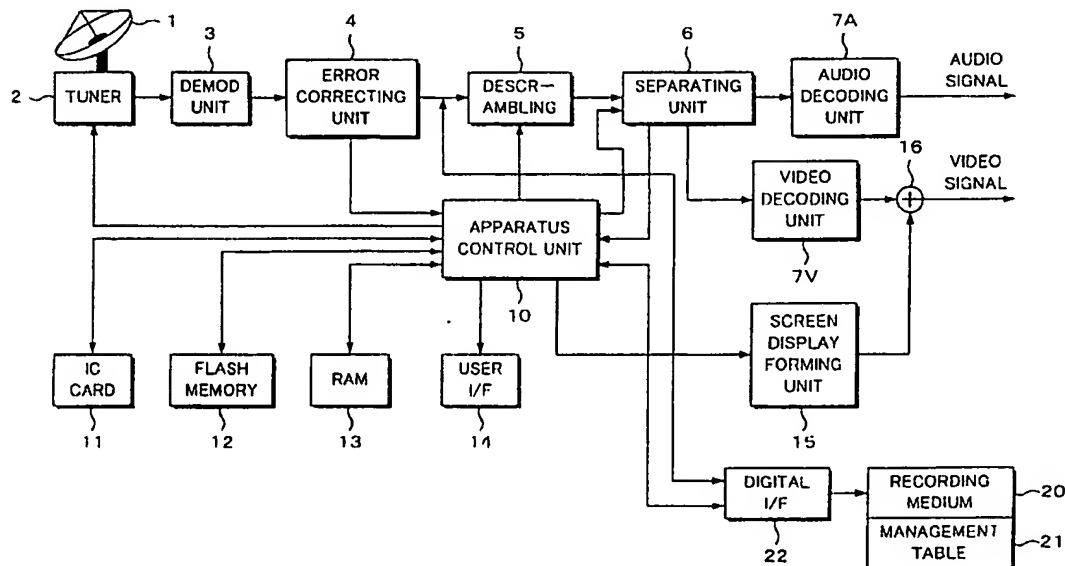 1
2
TUNER
3
DEMOD
UNIT
4
ERROR
CORRECTING
UNIT
5
DESCR—
AMBLING
6
SEPARATING
UNIT
7A
AUDIO
DECODING
UNIT
AUDIO
SIGNAL
VIDEO
DECODING
UNIT
7V
16
VIDEO
SIGNAL
APPARATUS
CONTROL UNIT
10
IC
CARD
11
FLASH
MEMORY
12
RAM
13
USER
I/F
14
SCREEN
DISPLAY
FORMING
UNIT
15
DIGITAL
I/F
22
RECORDING
MEDIUM
20
MANAGEMENT
TABLE
21